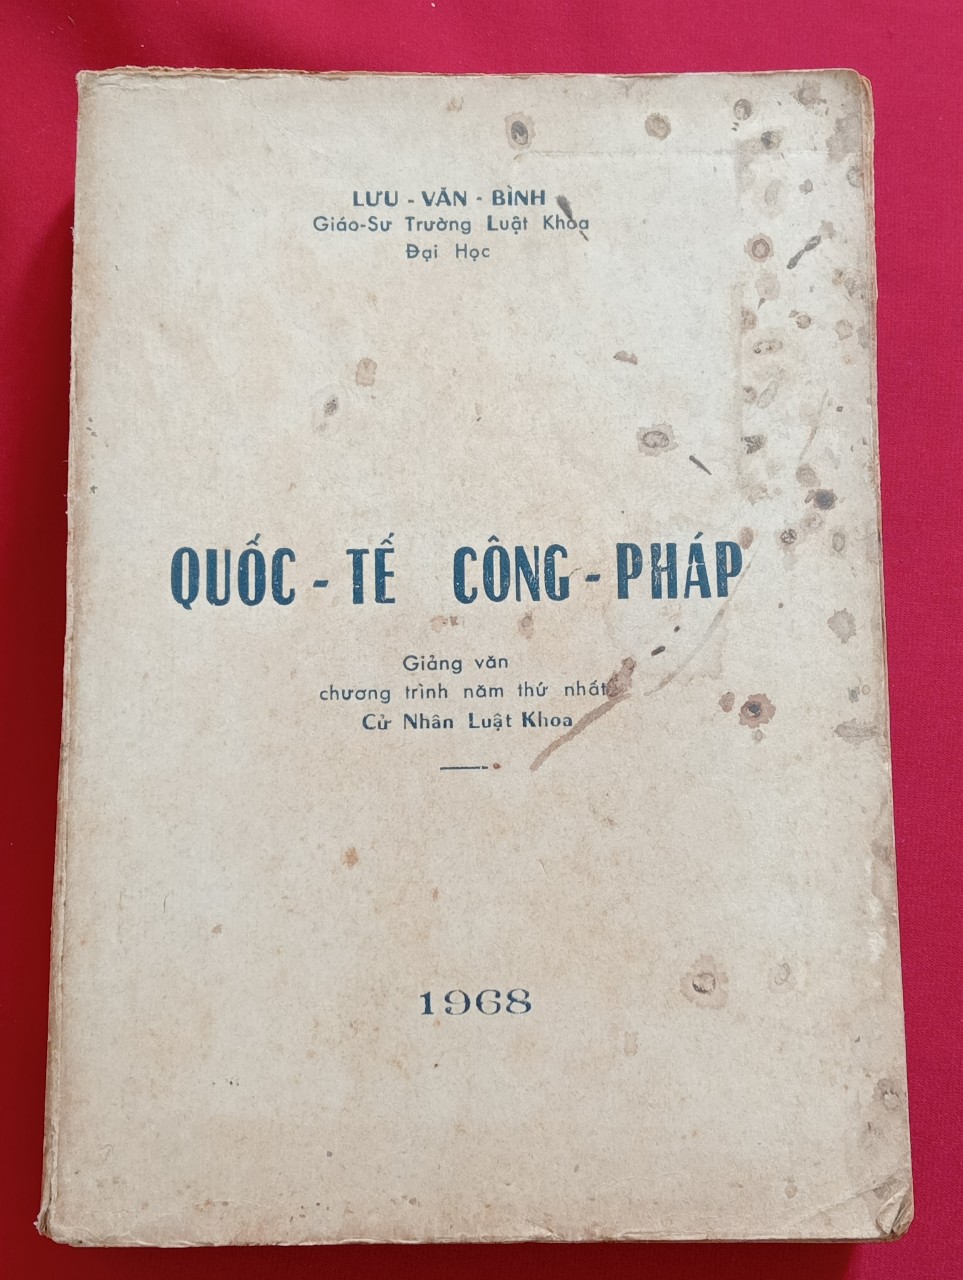 LƯU - VĂN - BÌNH
Giáo-Sư Trường Luật Khoa
Đại Học
QUỐC - TẾ CÔNG - PHÁP
Giảng văn
chương trình năm thứ nhất
Cử Nhân Luật Khoa
1968